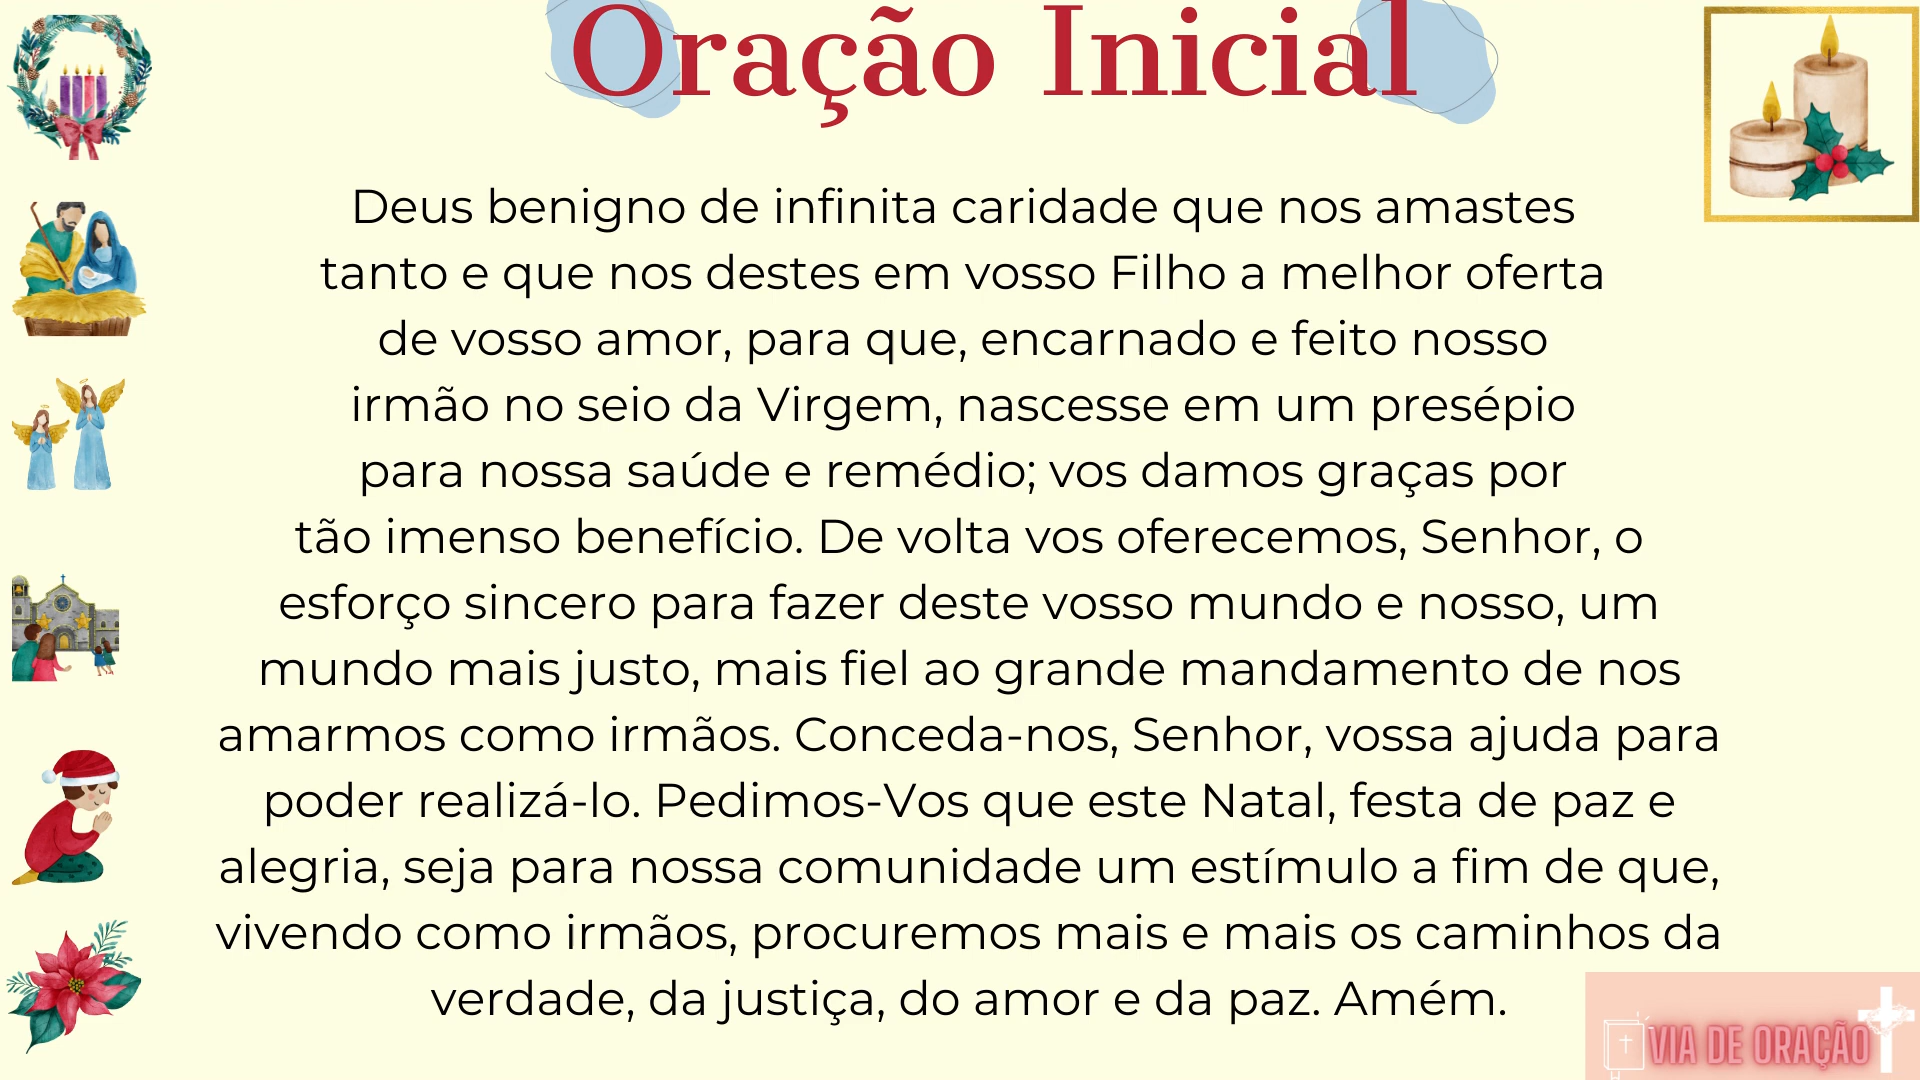 Oração Inicial
Deus benigno de infinita caridade que nos amastes
tanto e que nos destes em vosso Filho a melhor oferta
de vosso amor, para que, encarnado e feito nosso
irmão no seio da Virgem, nascesse em um presépio
para nossa saúde e remédio; vos damos graças por
tão imenso benefício. De volta vos oferecemos, Senhor, o
esforço sincero para fazer deste vosso mundo e nosso, um
mundo mais justo, mais fiel ao grande mandamento de nos
amarmos como irmãos. Conceda-nos, Senhor, vossa ajuda para
poder realizá-lo. Pedimos-Vos que este Natal, festa de paz e
alegria, seja para nossa comunidade um estímulo a fim de que,
vivendo como irmãos, procuremos mais e mais os caminhos da
verdade, da justiça, do amor e da paz. Amém.
VIA DE ORAÇÃO